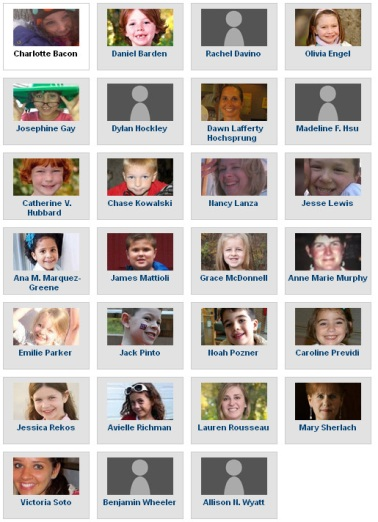 Charlotte Bacon
Daniel Barden
Rachel Davino
Olivia Engel
Josephine Gay
Dylan Hockley
Dawn Lafferty
Hochsprung
Madeline F. Hsu
Catherine V.
Hubbard
Chase Kowalski
Nancy Lanza
Jesse Lewis
Ana M. Marquez-
Greene
James Mattioli
Grace McDonnell
Anne Marie Murphy
Emilie Parker
Jack Pinto
Noah Pozner
Caroline Previdi
Jessica Rekos
Avielle Richman
Lauren Rousseau
Mary Sherlach
Victoria Soto
Benjamin Wheeler
Allison N. Wyatt